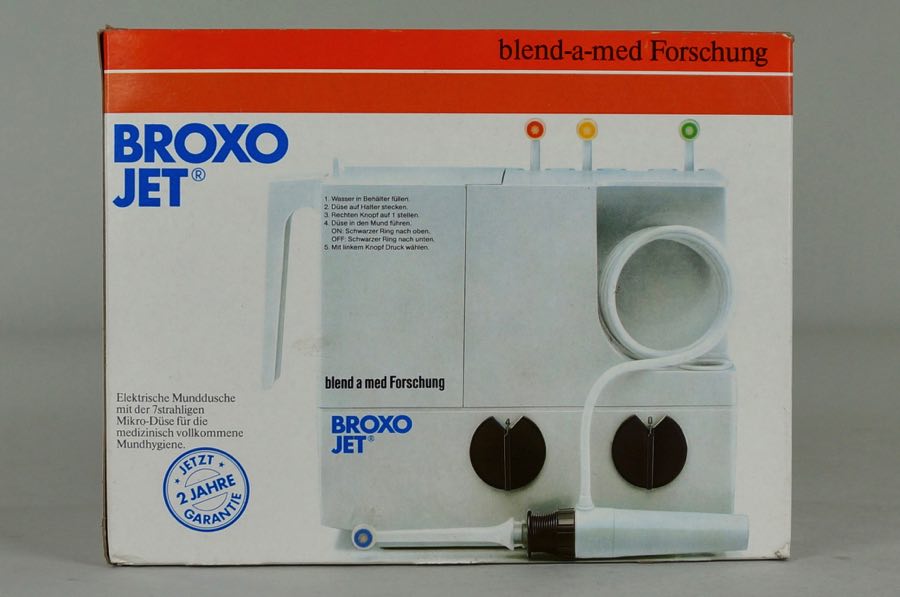 blend-a-med Forschung
BROXO
JET®
1. Wasser in Behälter füllen.
2. Düse auf Halter stecken.
3. Rechten Knopf auf 1 stellen.
4. Düse in den Mund führen.
ON: Schwarzer Ring nach oben.
OFF: Schwarzer Ring nach unten.
5. Mit linkem Knopf Druck wählen.
blend a med Forschung
BROXO
JET®
Elektrische Munddusche
mit der 7strahligen
Mikro-Düse für die
medizinisch vollkommene
Mundhygiene.
JETZT
2 JAHRE
GARANTIE